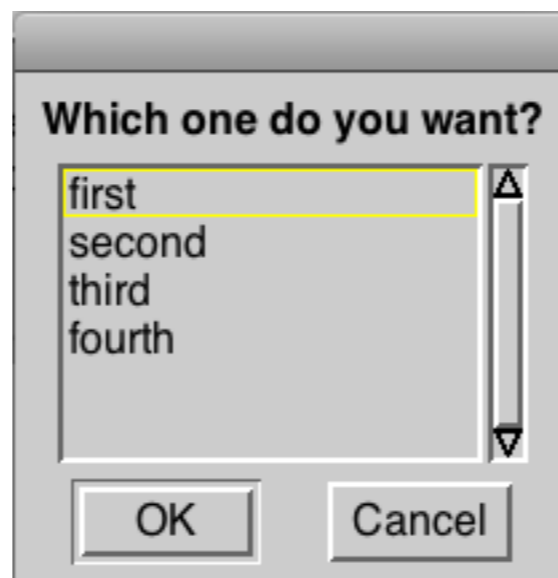 Which one do you want?
first
second
third
fourth
OK
Cancel